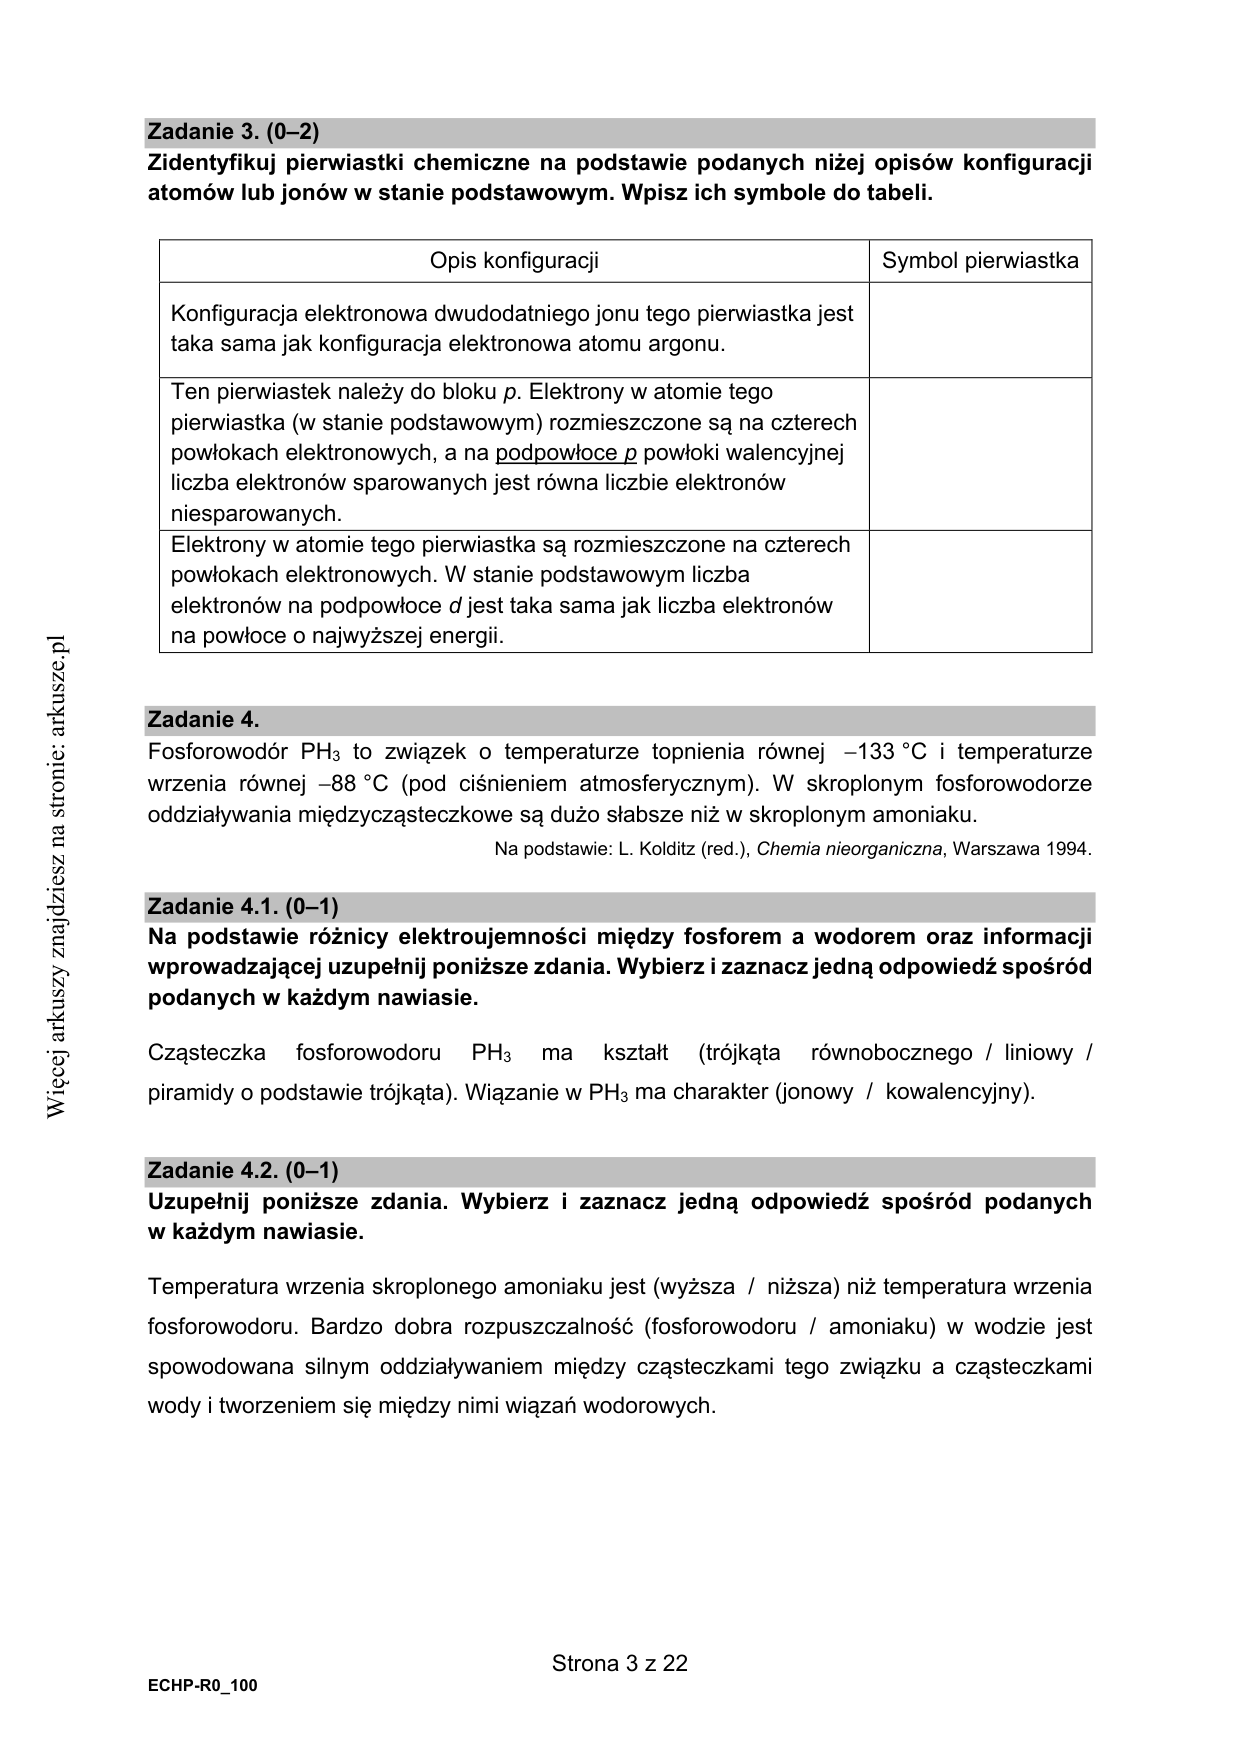 Zadanie 3. (0–2)
Zidentyfikuj pierwiastki chemiczne na podstawie podanych niżej opisów konfiguracji
atomów lub jonów w stanie podstawowym. Wpisz ich symbole do tabeli.
Opis konfiguracji
Symbol pierwiastka
Konfiguracja elektronowa dwudodatniego jonu tego pierwiastka jest
taka sama jak konfiguracja elektronowa atomu argonu.
Ten pierwiastek należy do bloku p. Elektrony w atomie tego
pierwiastka (w stanie podstawowym) rozmieszczone są na czterech
powłokach elektronowych, a na podpowłoce p powłoki walencyjnej
liczba elektronów sparowanych jest równa liczbie elektronów
niesparowanych.
Elektrony w atomie tego pierwiastka są rozmieszczone na czterech
powłokach elektronowych. W stanie podstawowym liczba
elektronów na podpowłoce d jest taka sama jak liczba elektronów
na powłoce o najwyższej energii.
Zadanie 4.
Fosforowodór PH₃ to związek o temperaturze topnienia równej –133 °C i temperaturze
wrzenia równej –88 °C (pod ciśnieniem atmosferycznym). W skroplonym fosforowodorze
oddziaływania międzycząsteczkowe są dużo słabsze niż w skroplonym amoniaku.
Na podstawie: L. Kolditz (red.), Chemia nieorganiczna, Warszawa 1994.
Zadanie 4.1. (0–1)
Na podstawie różnicy elektroujemności między fosforem a wodorem oraz informacji
wprowadzającej uzupełnij poniższe zdania. Wybierz i zaznacz jedną odpowiedź spośród
podanych w każdym nawiasie.
Cząsteczka fosforowodoru PH₃ ma kształt (trójkąta równobocznego / liniowy /
piramidy o podstawie trójkąta). Wiązanie w PH₃ ma charakter (jonowy / kowalencyjny).
Zadanie 4.2. (0–1)
Uzupełnij poniższe zdania. Wybierz i zaznacz jedną odpowiedź spośród podanych
w każdym nawiasie.
Temperatura wrzenia skroplonego amoniaku jest (wyższa / niższa) niż temperatura wrzenia
fosforowodoru. Bardzo dobra rozpuszczalność (fosforowodoru / amoniaku) w wodzie jest
spowodowana silnym oddziaływaniem między cząsteczkami tego związku a cząsteczkami
wody i tworzeniem się między nimi wiązań wodorowych.
Strona 3 z 22
ECHP-R0_100
Więcej arkuszy znajdziesz na stronie: arkusze.pl